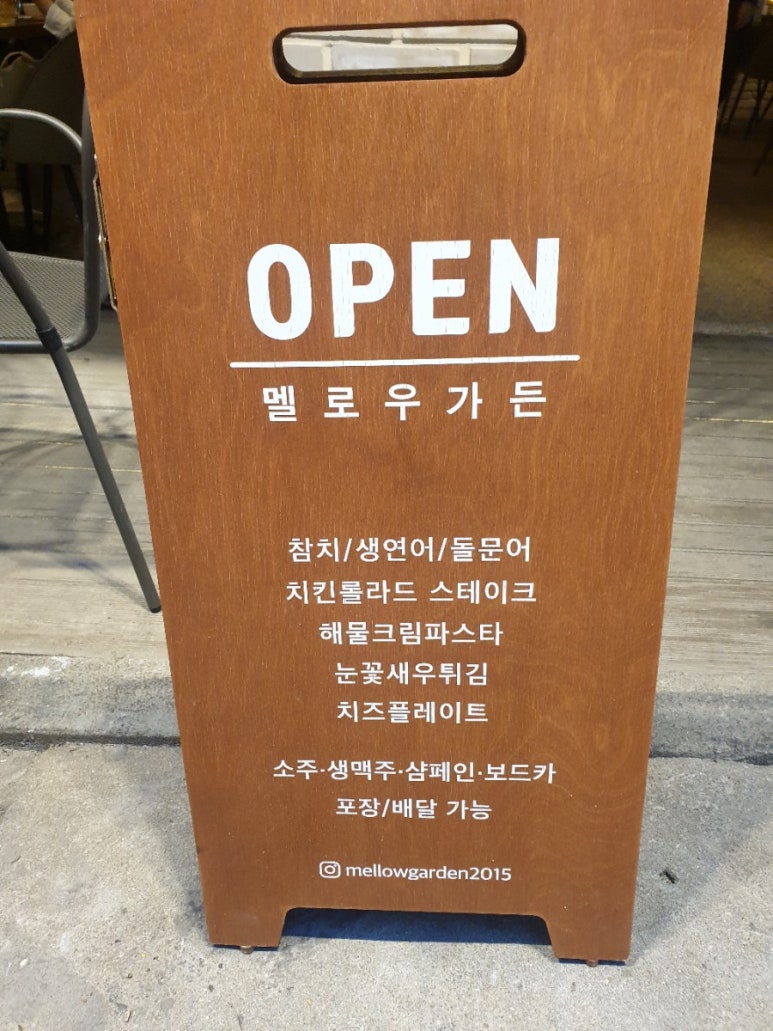 OPEN
멜로우가든
참치/생연어/돌문어
치킨롤라드 스테이크
해물크림파스타
눈꽃새우튀김
치즈플레이트
소주·생맥주·샴페인·보드카
포장/배달 가능
mellowgarden2015